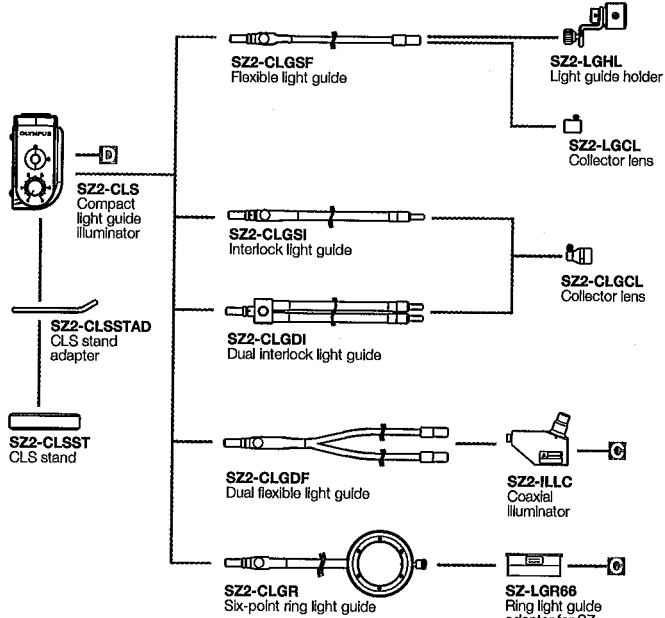 SZ2-CLGSF
Flexible light guide
SZ2-LGHL
Light guide holder
SZ2-LGCL
Collector lens
OLYMPUS
D
SZ2-CLS
Compact
light guide
illuminator
SZ2-CLGSI
Interlock light guide
SZ2-CLGCL
Collector lens
SZ2-CLSSTAD
CLS stand
adapter
SZ2-CLGDI
Dual interlock light guide
SZ2-CLSST
CLS stand
SZ2-CLGDF
Dual flexible light guide
SZ2-ILLC
Coaxial
illuminator
SZ2-CLGR
Six-point ring light guide
SZ-LGR66
Ring light guide
adapter for SZ